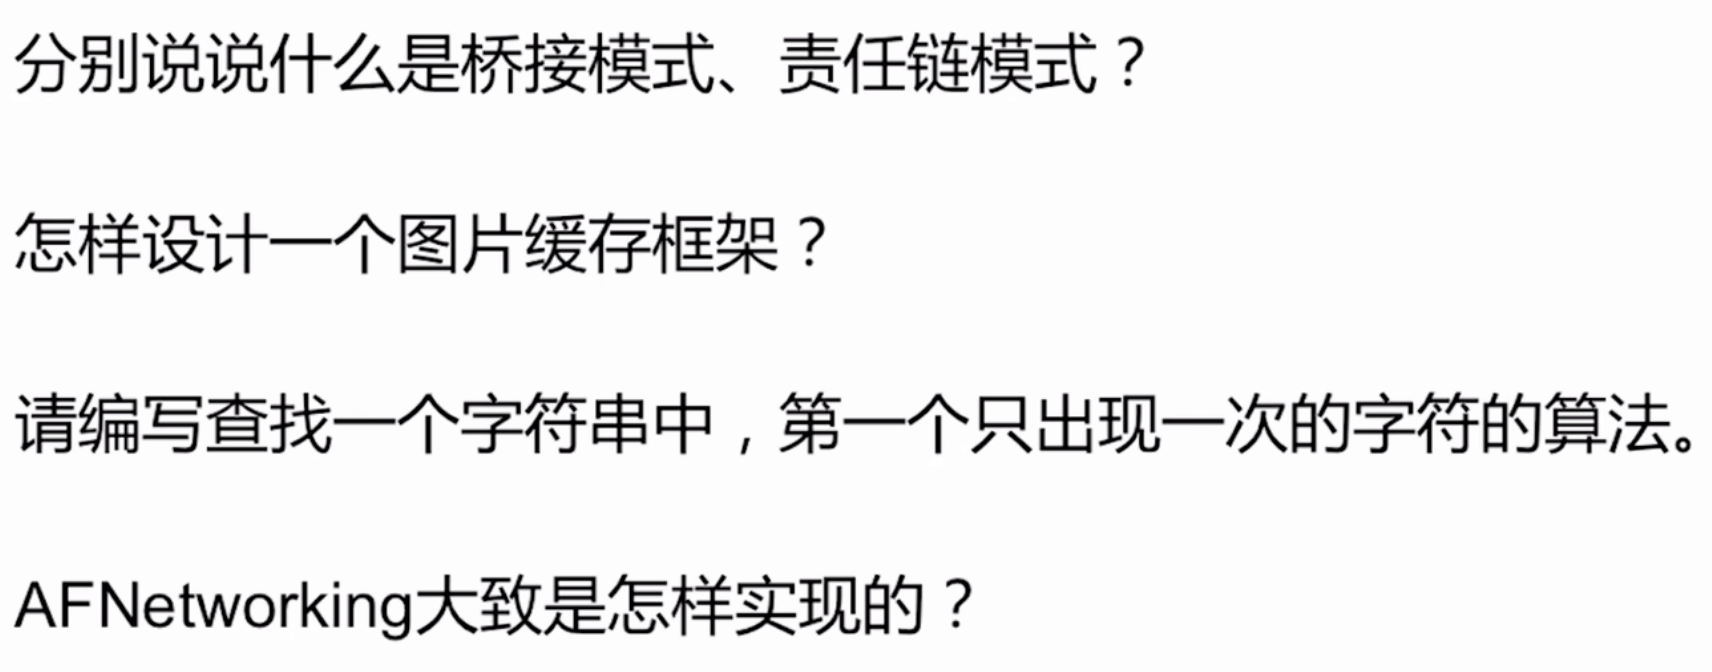 分别说说什么是桥接模式、责任链模式？
怎样设计一个图片缓存框架？
请编写查找一个字符串中，第一个只出现一次的字符的算法。
AFNetworking大致是怎样实现的？